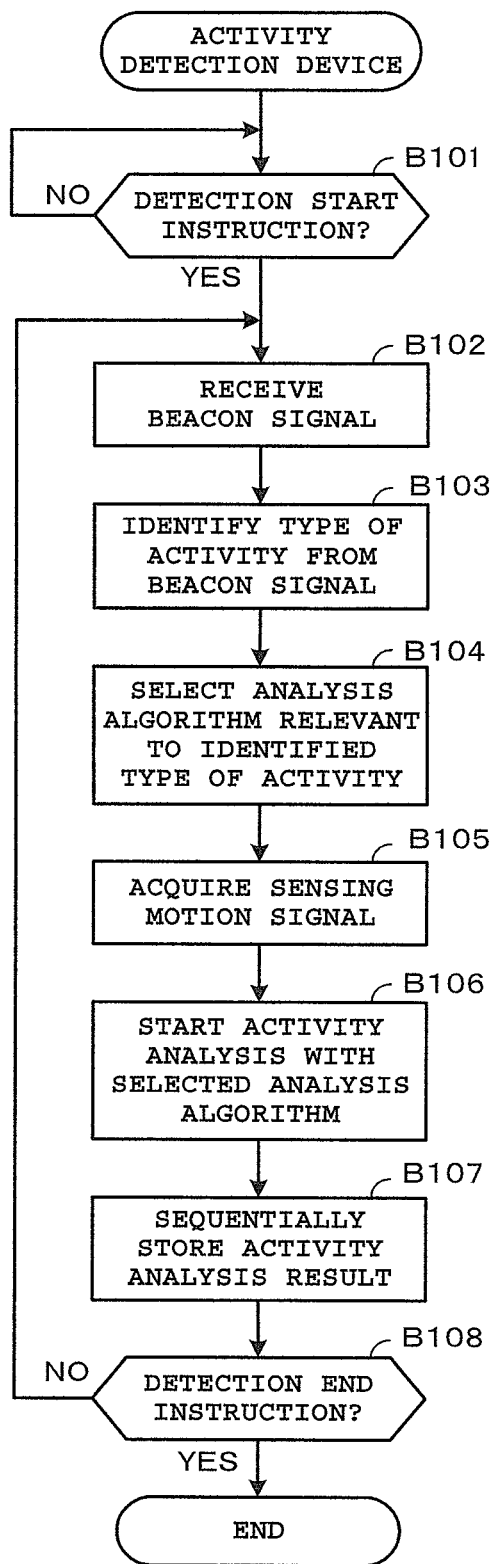 ACTIVITY
DETECTION DEVICE
B101
NO
DETECTION START
INSTRUCTION?
YES
B102
RECEIVE
BEACON SIGNAL
B103
IDENTIFY TYPE OF
ACTIVITY FROM
BEACON SIGNAL
B104
SELECT ANALYSIS
ALGORITHM RELEVANT
TO IDENTIFIED
TYPE OF ACTIVITY
B105
ACQUIRE SENSING
MOTION SIGNAL
B106
START ACTIVITY
ANALYSIS WITH
SELECTED ANALYSIS
ALGORITHM
B107
SEQUENTIALLY
STORE ACTIVITY
ANALYSIS RESULT
B108
NO
DETECTION END
INSTRUCTION?
YES
END